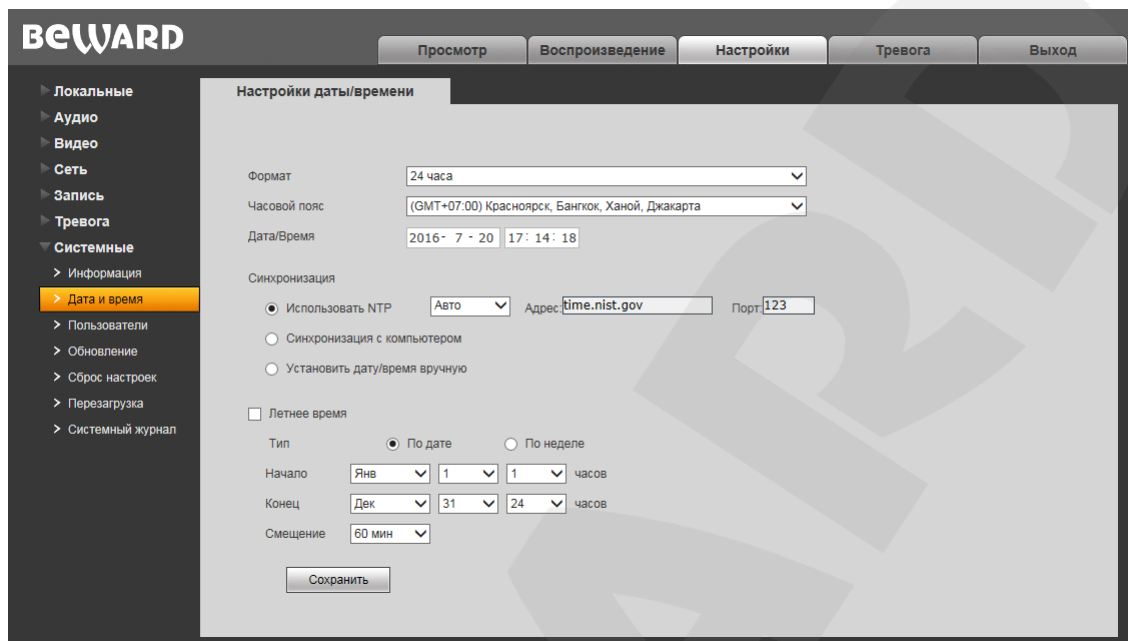 BEWARD
Просмотр Воспроизведение Настройки Тревога Выход
Локальные
Аудио
Видео
Сеть
Запись
Тревога
Системные
> Информация
> Дата и время
> Пользователи
> Обновление
> Сброс настроек
> Перезагрузка
> Системный журнал
Настройки даты/времени
Формат 24 часа
Часовой пояс (GMT+07:00) Красноярск, Бангкок, Ханой, Джакарта
Дата/Время 2016- 7 - 20 17: 14: 18
Синхронизация
Использовать NTP Авто Адрес: time.nist.gov Порт: 123
Синхронизация с компьютером
Установить дату/время вручную
Летнее время
Тип По дате По неделе
Начало Янв 1 1 часов
Конец Дек 31 24 часов
Смещение 60 мин
Сохранить